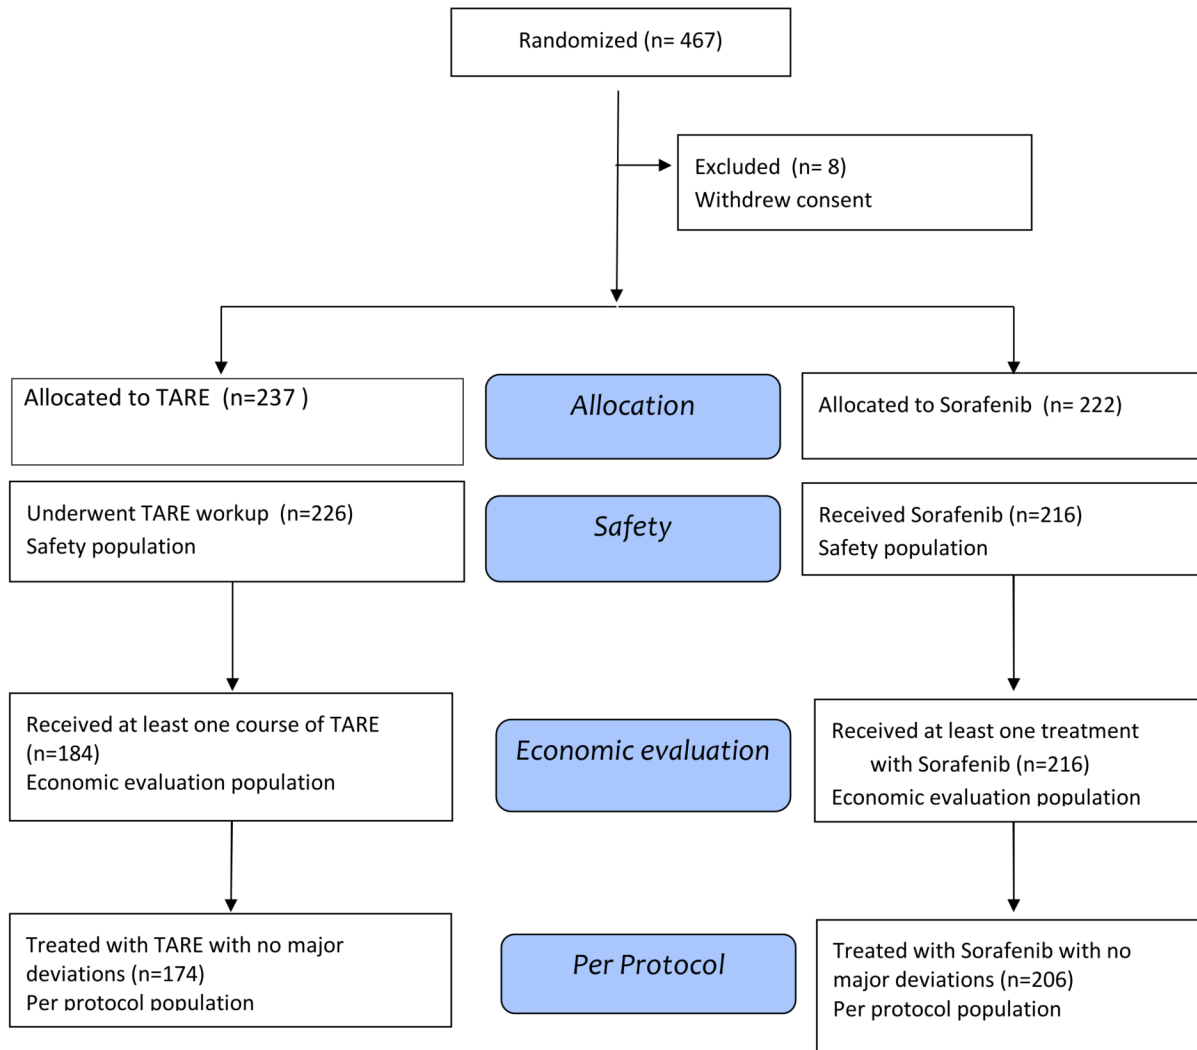 Randomized (n= 467)
Excluded  (n= 8)
Withdrew consent
Allocated to TARE  (n=237 )
Allocation
Allocated to Sorafenib  (n= 222)
Underwent TARE workup  (n=226)
Safety population
Safety
Received Sorafenib (n=216)
Safety population
Received at least one course of TARE
(n=184)
Economic evaluation population
Economic evaluation
Received at least one treatment
with Sorafenib (n=216)
Economic evaluation population
Treated with TARE with no major
deviations (n=174)
Per protocol population
Per Protocol
Treated with Sorafenib with no
major deviations (n=206)
Per protocol population